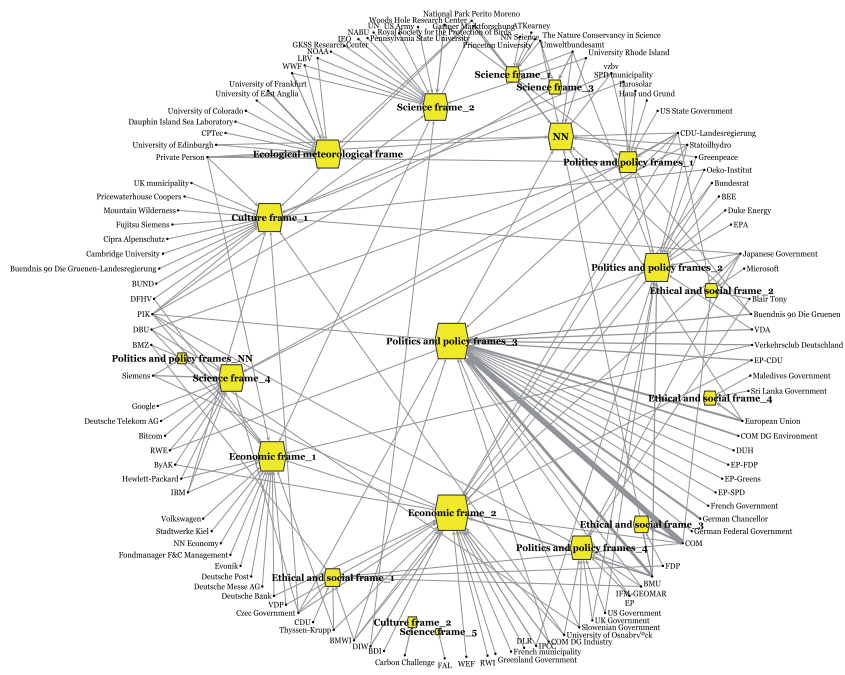 National Park Perito Moreno
Woods Hole Research Center
ATKearney
UN
US Army
Gartner Marktforschung
NABU
Royal Society for the Protection of Birds
NN Science
The Nature Conservancy in Science
IEO
Pennsylvania State University
Princeton University
Umweltbundesamt
GKSS Research Center
NOAA
University Rhode Island
LBV
vzbv
WWF
Science frame_1
SPD municipality
University of Frankfurt
Science frame_3
Eurosolar
University of East Anglia
Haus und Grund
Science frame_2
University of Colorado
US State Government
Dauphin Island Sea Laboratory
CPTec
NN
CDU-Landesregierung
University of Edinburgh
Statoilhydro
Private Person
Ecological meteorological frame
Politics and policy frames_1
Greenpeace
Oeko-Institut
UK municipality
Bundesrat
Pricewaterhouse Coopers
BEE
Mountain Wilderness
Culture frame_1
Duke Energy
Fujitsu Siemens
EPA
Cipra Alpenschutz
Cambridge University
Japanese Government
Buendnis 90 Die Gruenen-Landesregierung
Politics and policy frames_2
Microsoft
BUND
Ethical and social frame_2
DFHV
Blair Tony
PIK
Buendnis 90 Die Gruenen
DBU
VDA
BMZ
Politics and policy frames_3
Verkehrsclub Deutschland
Politics and policy frames_NN
EP-CDU
Siemens
Science frame_4
Maledives Government
Sri Lanka Government
Ethical and social frame_4
Google
Deutsche Telekom AG
European Union
Bitcom
COM DG Environment
RWE
DUH
Economic frame_1
ByAK
EP-FDP
Hewlett-Packard
EP-Greens
IBM
EP-SPD
French Government
Economic frame_2
Volkswagen
German Chancellor
Stadtwerke Kiel
Ethical and social frame_3
German Federal Government
NN Economy
COM
Fondmanager F&C Management
Politics and policy frames_4
Evonik
FDP
Deutsche Post
Ethical and social frame_1
Deutsche Messe AG
BMU
Deutsche Bank
IFM-GEOMAR
VDP
EP
Czec Government
US Government
CDU
Culture frame_2
UK Government
Thyssen-Krupp
Science frame_5
Slovenian Government
BMWI
University of Osnabrv°ck
DIW
DLR
IPCC
COM DG Industry
BDI
French municipality
Carbon Challenge
FAL
WEF
RWI
Greenland Government